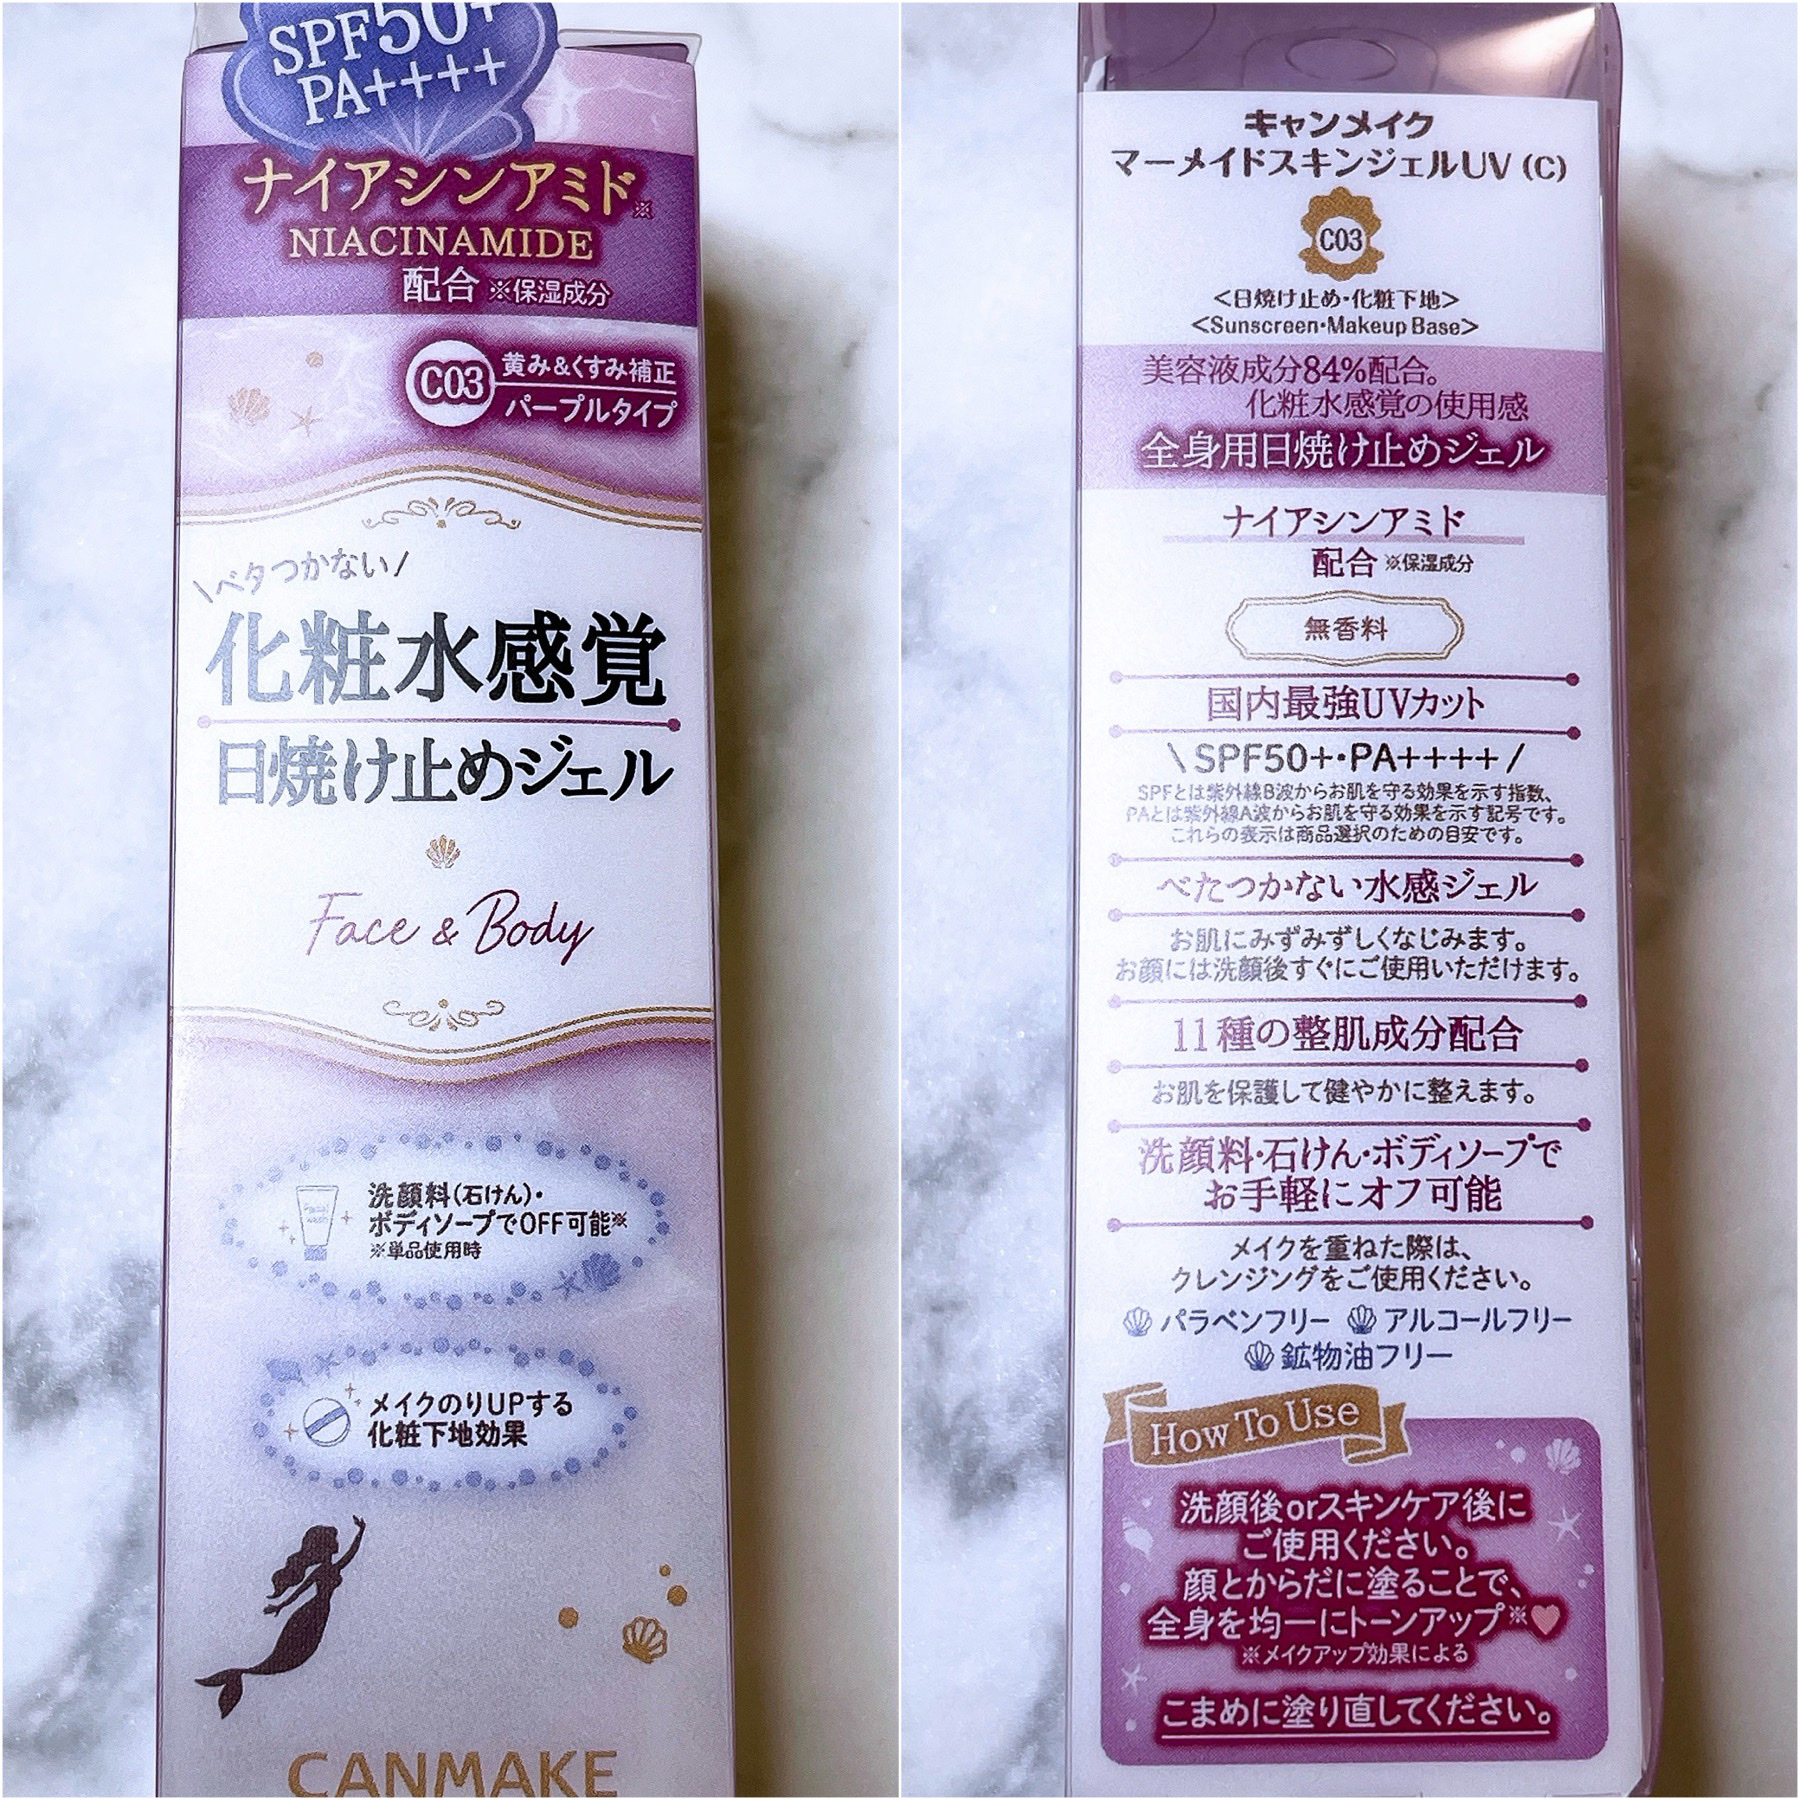 SPF50+
PA++++
ナイアシンアミド※
NIACINAMIDE
配合 ※保湿成分
C03 黄み&くすみ補正
パープルタイプ
\ベタつかない/
化粧水感覚
日焼け止めジェル
Face & Body
洗顔料(石けん)・
ボディソープでOFF可能※
※単品使用時
メイクのりUPする
化粧下地効果
CANMAKE
キャンメイク
マーメイドスキンジェルUV (C)
C03
<日焼け止め・化粧下地>
<Sunscreen・Makeup Base>
美容液成分84%配合。
化粧水感覚の使用感
全身用日焼け止めジェル
ナイアシンアミド
配合 ※保湿成分
無香料
国内最強UVカット
\SPF50+・PA++++/
SPFとは紫外線B波からお肌を守る効果を示す指数、
PAとは紫外線A波からお肌を守る効果を示す記号です。
これらの表示は商品選択のための目安です。
べたつかない水感ジェル
お肌にみずみずしくなじみます。
お顔には洗顔後すぐにご使用いただけます。
11種の整肌成分配合
お肌を保護して健やかに整えます。
洗顔料・石けん・ボディソープで
お手軽にオフ可能
メイクを重ねた際は、
クレンジングをご使用ください。
パラベンフリー アルコールフリー
鉱物油フリー
How To Use
洗顔後orスキンケア後に
ご使用ください。
顔とからだに塗ることで、
全身を均一にトーンアップ※♥
※メイクアップ効果による
こまめに塗り直してください。